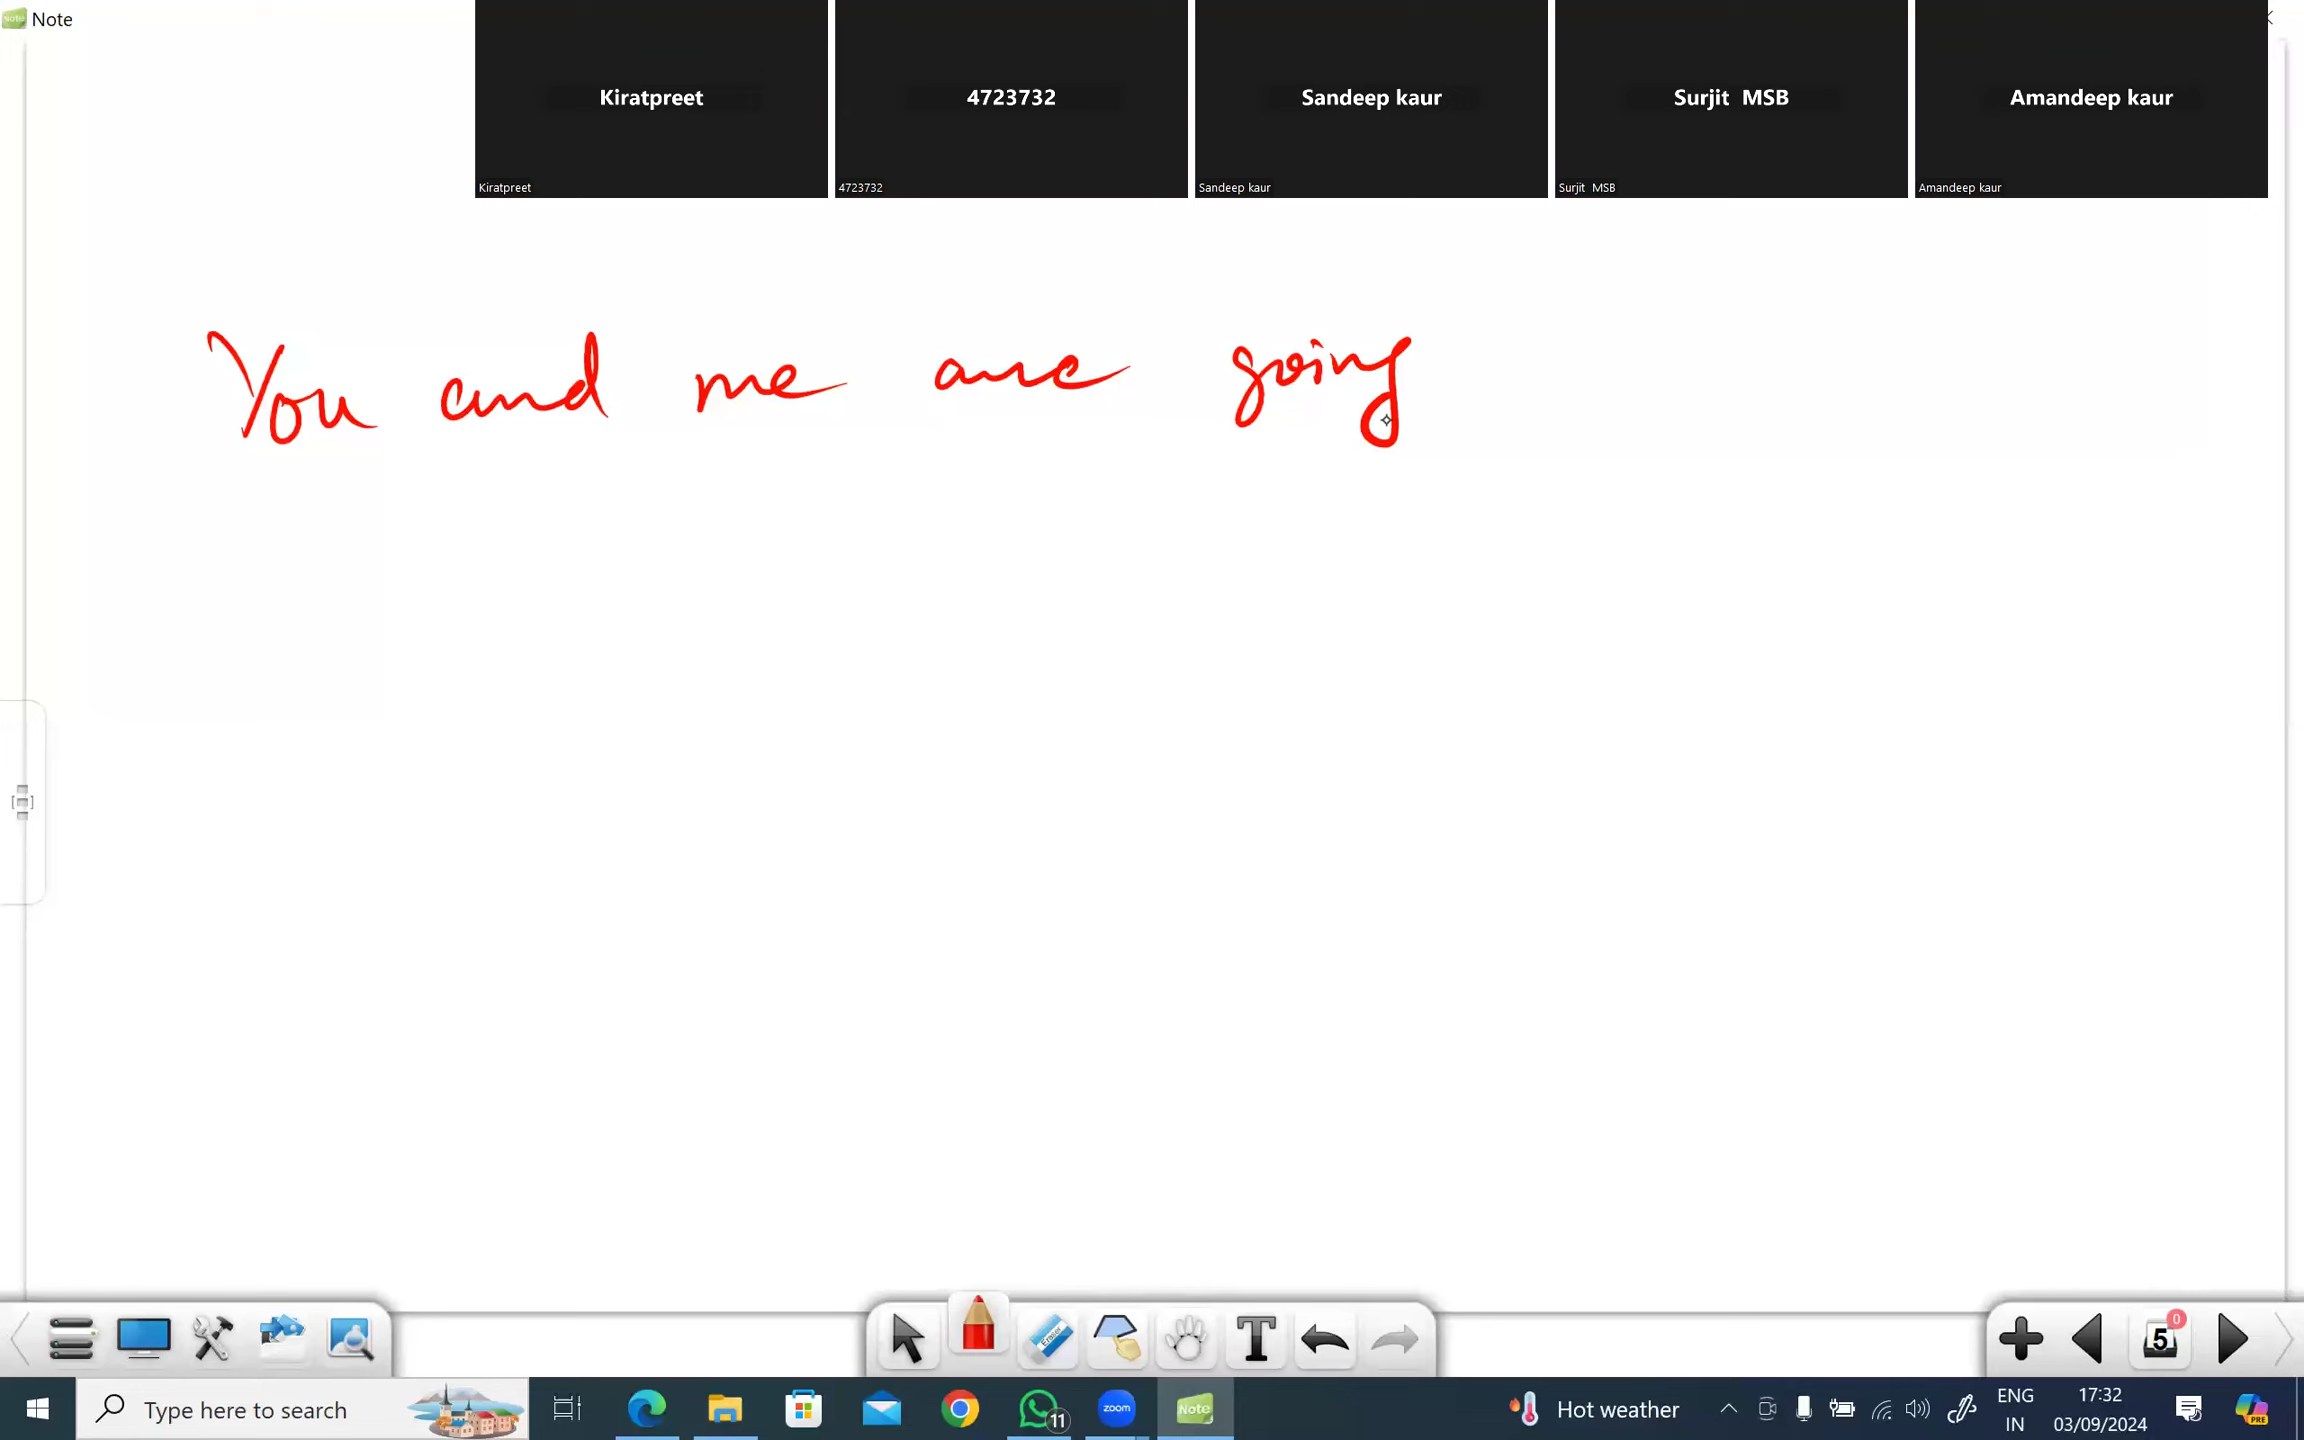 Note
Kiratpreet
4723732
Sandeep kaur
Surjit MSB
Amandeep kaur
Kiratpreet
4723732
Sandeep kaur
Surjit MSB
Amandeep kaur
You and me are going
Eraser
T
5
0
Type here to search
11
zoom
Note
Hot weather
ENG
IN
17:32
03/09/2024
PRE